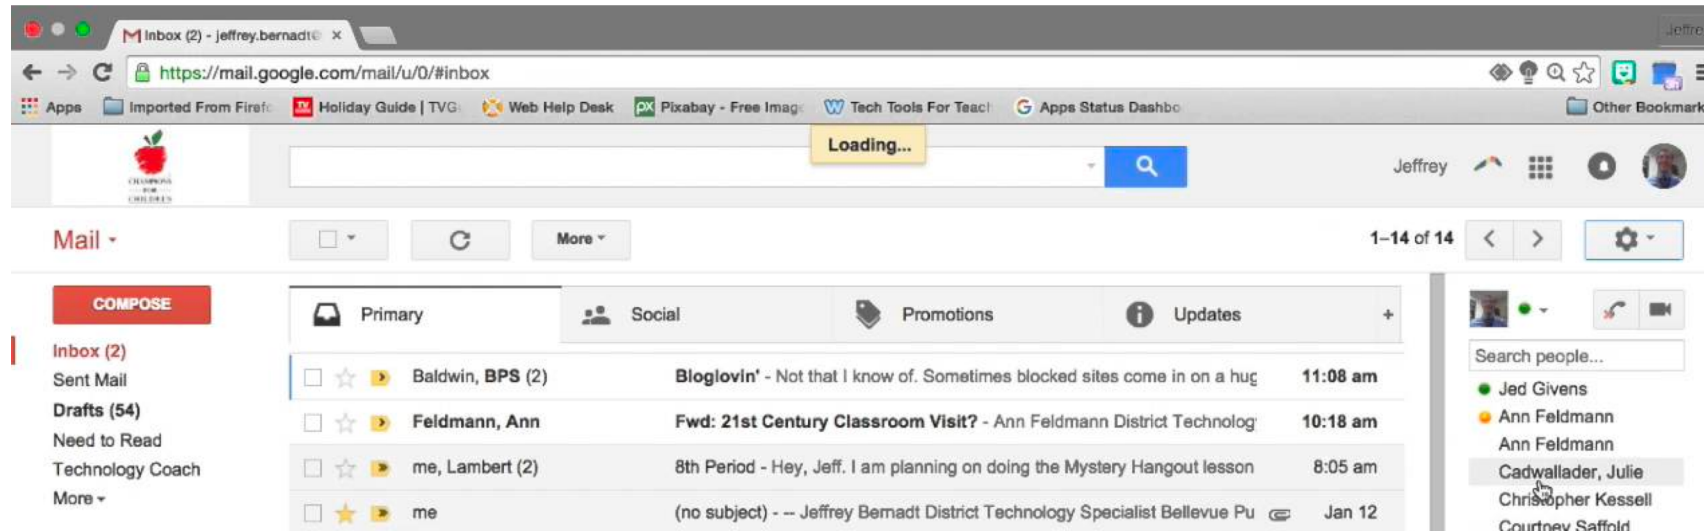 Inbox (2) - jeffrey.bernadt@ ×
Jeffre
https://mail.google.com/mail/u/0/#inbox
Apps Imported From Firefo Holiday Guide | TVG Web Help Desk Pixabay - Free Imag Tech Tools For Teach Apps Status Dashbo Other Bookmark
Loading...
CHAMPIONS
FOR
CHILDREN
Jeffrey
Mail
More
1–14 of 14
COMPOSE
Primary Social Promotions Updates +
Inbox (2)
Sent Mail
Drafts (54)
Need to Read
Technology Coach
More
Baldwin, BPS (2) Bloglovin' - Not that I know of. Sometimes blocked sites come in on a hug 11:08 am
Feldmann, Ann Fwd: 21st Century Classroom Visit? - Ann Feldmann District Technolog 10:18 am
me, Lambert (2) 8th Period - Hey, Jeff. I am planning on doing the Mystery Hangout lesson 8:05 am
me (no subject) - -- Jeffrey Bernadt District Technology Specialist Bellevue Pu Jan 12
Search people...
Jed Givens
Ann Feldmann
Ann Feldmann
Cadwallader, Julie
Christopher Kessell
Courtney Saffold